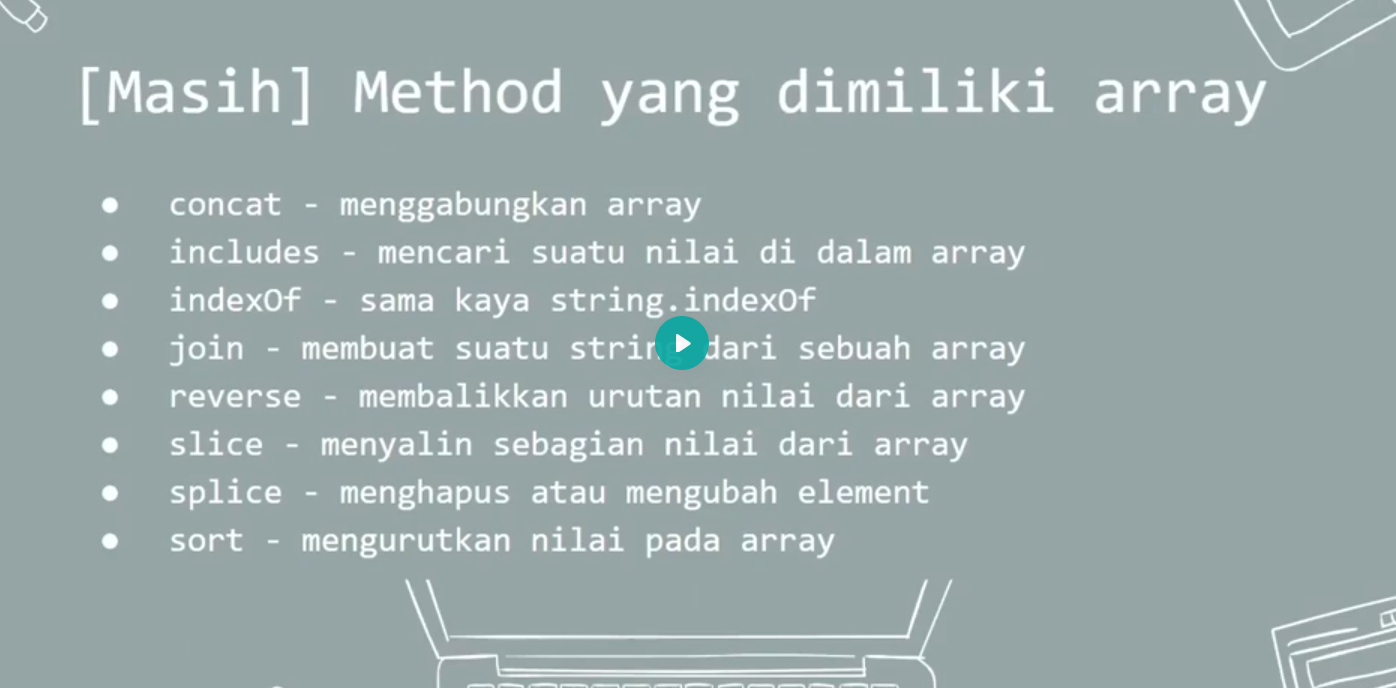 [Masih] Method yang dimiliki array
● concat - menggabungkan array
● includes - mencari suatu nilai di dalam array
● indexOf - sama kaya string.indexOf
● join - membuat suatu string dari sebuah array
● reverse - membalikkan urutan nilai dari array
● slice - menyalin sebagian nilai dari array
● splice - menghapus atau mengubah element
● sort - mengurutkan nilai pada array